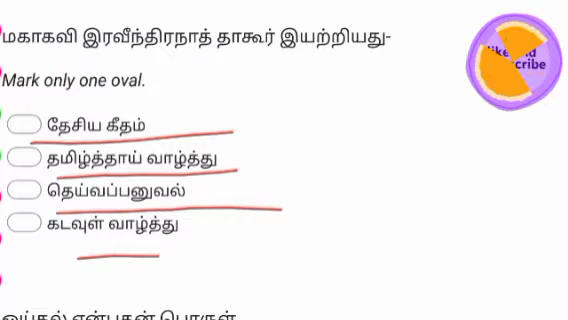 மகாகவி இரவீந்திரநாத் தாகூர் இயற்றியது-
Mark only one oval.
தேசிய கீதம்
தமிழ்த்தாய் வாழ்த்து
தெய்வப்பனுவல்
கடவுள் வாழ்த்து